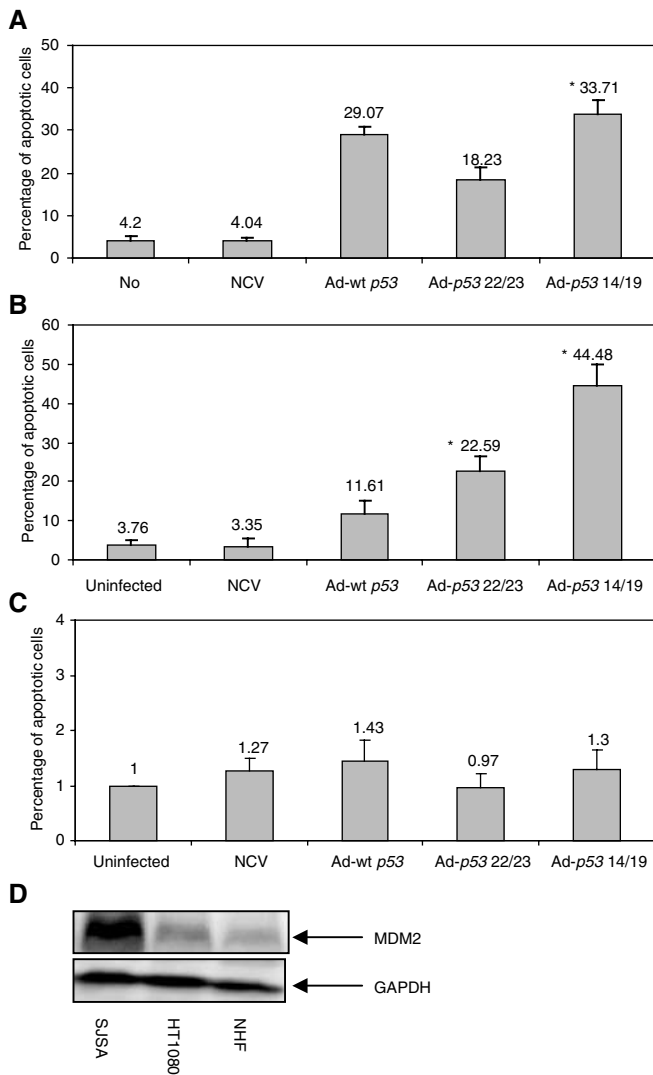 A
Percentage of apoptotic cells
50
40
30
20
10
0
4.2
4.04
29.07
18.23
* 33.71
No
NCV
Ad-wt p53
Ad-p53 22/23
Ad-p53 14/19
B
Percentage of apoptotic cells
60
50
40
30
20
10
0
3.76
3.35
11.61
* 22.59
* 44.48
Uninfected
NCV
Ad-wt p53
Ad-p53 22/23
Ad-p53 14/19
C
Percentage of apoptotic cells
4
3
2
1
0
1
1.27
1.43
0.97
1.3
Uninfected
NCV
Ad-wt p53
Ad-p53 22/23
Ad-p53 14/19
D
MDM2
GAPDH
SJSA
HT1080
NHF